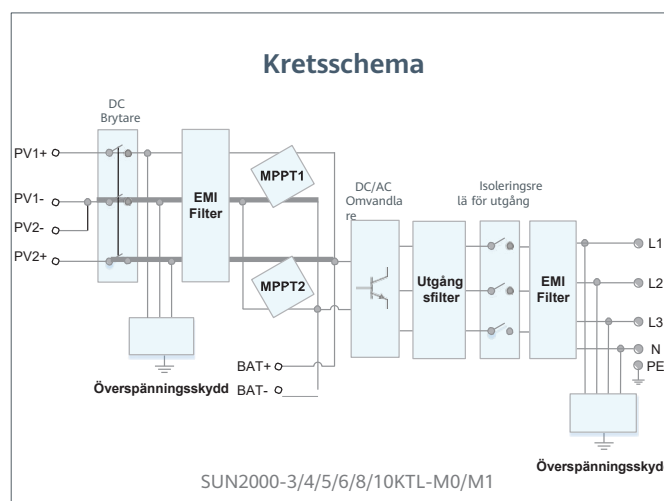 Kretsschema
DC
Brytare
PV1+
PV1-
PV2-
PV2+
EMI
Filter
MPPT1
MPPT2
DC/AC
Omvandla
re
Utgång
sfilter
Isoleringsre
lä för utgång
EMI
Filter
L1
L2
L3
N
PE
BAT+
BAT-
Överspänningsskydd
Överspänningsskyd
SUN2000-3/4/5/6/8/10KTL-M0/M1